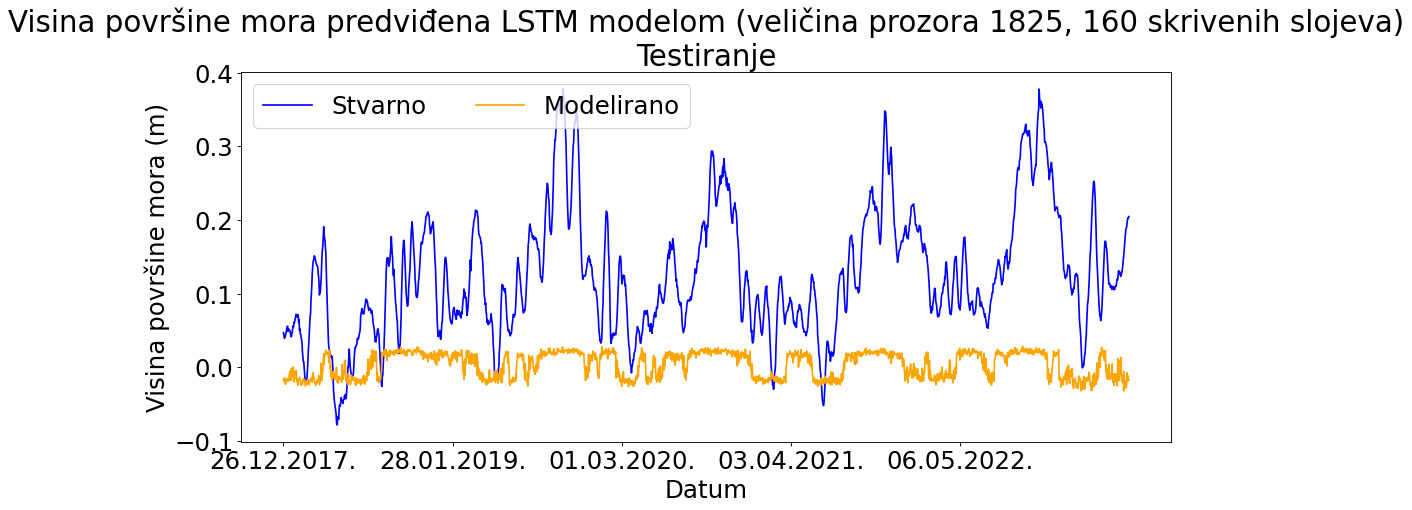 Visina površine mora predviđena LSTM modelom (veličina prozora 1825, 160 skrivenih slojeva)
Testiranje
Stvarno
Modelirano
Visina površine mora (m)
0.4
0.3
0.2
0.1
0.0
−0.1
26.12.2017.
28.01.2019.
01.03.2020.
03.04.2021.
06.05.2022.
Datum